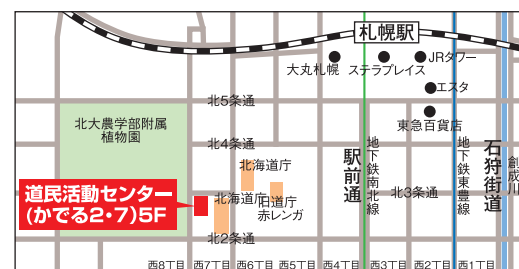 札幌駅
大丸札幌
ステラプレイス
JRタワー
エスタ
東急百貨店
北5条通
北大農学部附属
植物園
北4条通
北海道庁
駅前通
地下鉄南北線
地下鉄東豊線
石狩街道
創成川
北3条通
道民活動センター
(かでる2・7)5F
北海道庁
旧道庁
赤レンガ
北2条通
西8丁目
西7丁目
西6丁目
西5丁目
西4丁目
西3丁目
西2丁目
西1丁目